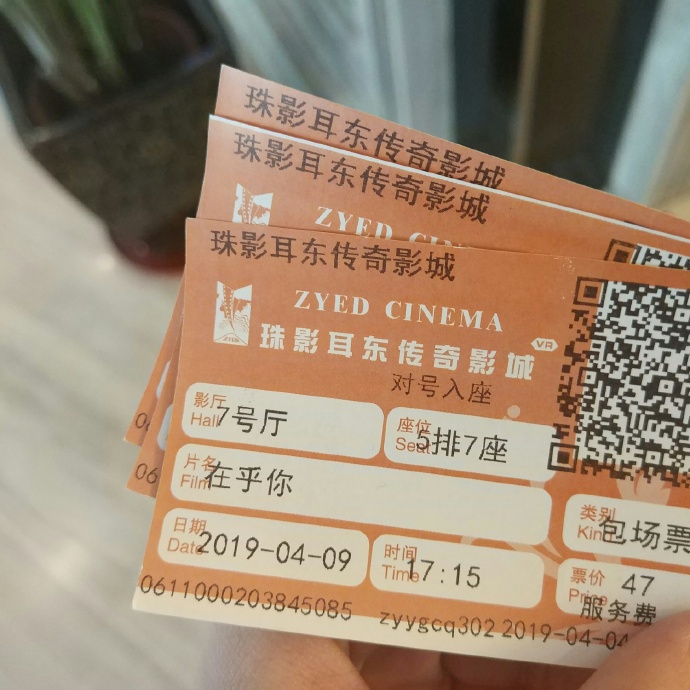 珠影耳东传奇影城
珠影耳东传奇影城
珠影耳东传奇影城
ZYED CINEMA
珠影耳东传奇影城
VR
对号入座
影厅
Hall
7号厅
座位
Seat
5排7座
片名
Film
在乎你
类别
包场票
日期
Date
2019-04-09
时间
Time
17:15
票价
Price
47
服务费
0611000203845085 zyygcq302 2019-04-04